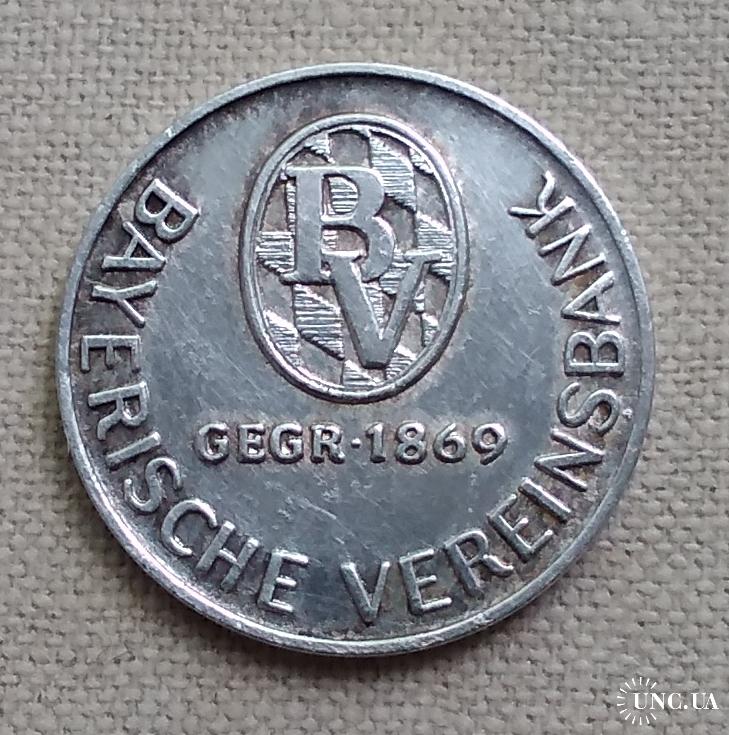 BV
GEGR·1869
BAYERISCHE VEREINSBANK
UNC.UA